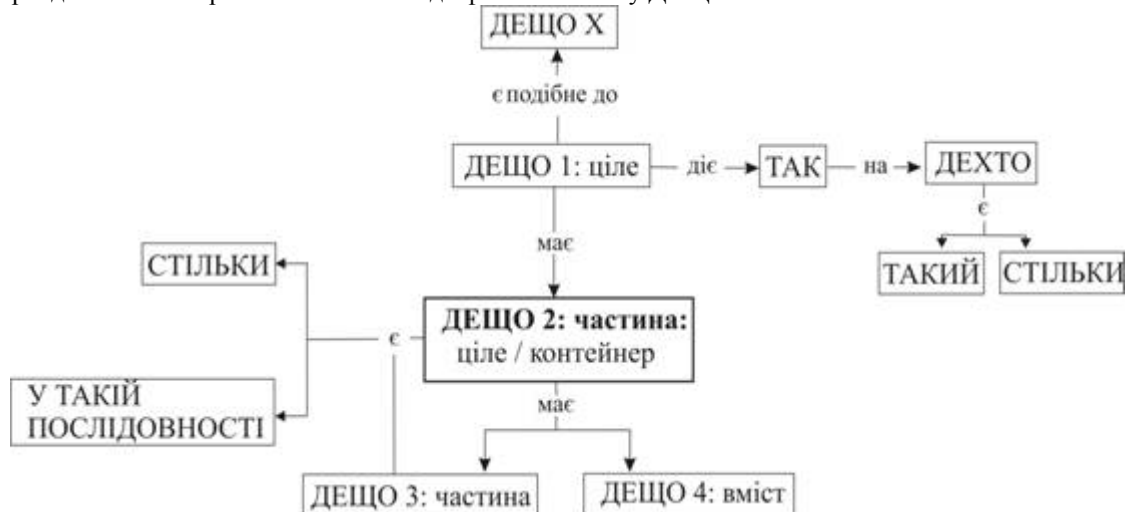 ДЕЩО Х
є подібне до
ДЕЩО 1: ціле
діє
ТАК
на
ДЕХТО
є
ТАКИЙ
СТІЛЬКИ
має
СТІЛЬКИ
є
ДЕЩО 2: частина:
ціле / контейнер
У ТАКІЙ
ПОСЛІДОВНОСТІ
має
ДЕЩО 3: частина
ДЕЩО 4: вміст